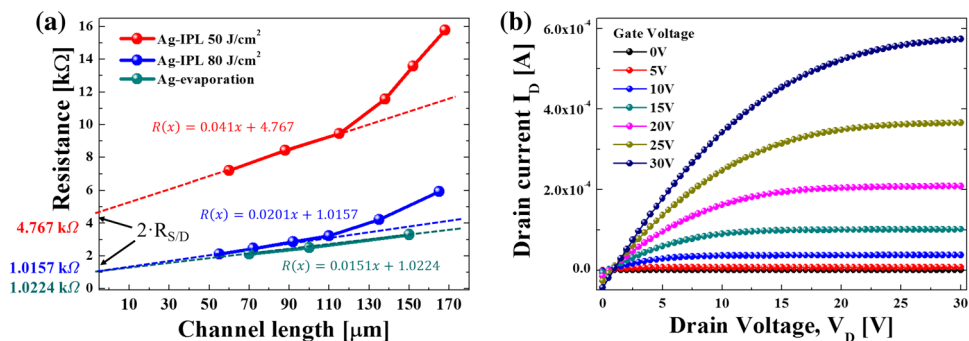 (a)
Resistance [kΩ]
16
14
12
10
8
6
4
2
0
Ag-IPL 50 J/cm²
Ag-IPL 80 J/cm²
Ag-evaporation
R(x) = 0.041x + 4.767
R(x) = 0.0201x + 1.0157
R(x) = 0.0151x + 1.0224
2·R_S/D
4.767 kΩ
1.0157 kΩ
1.0224 kΩ
10 30 50 70 90 110 130 150 170
Channel length [μm]
(b)
Drain current I_D [A]
6.0x10⁻⁴
4.0x10⁻⁴
2.0x10⁻⁴
0.0
Gate Voltage
0V
5V
10V
15V
20V
25V
30V
0 5 10 15 20 25 30
Drain Voltage, V_D [V]